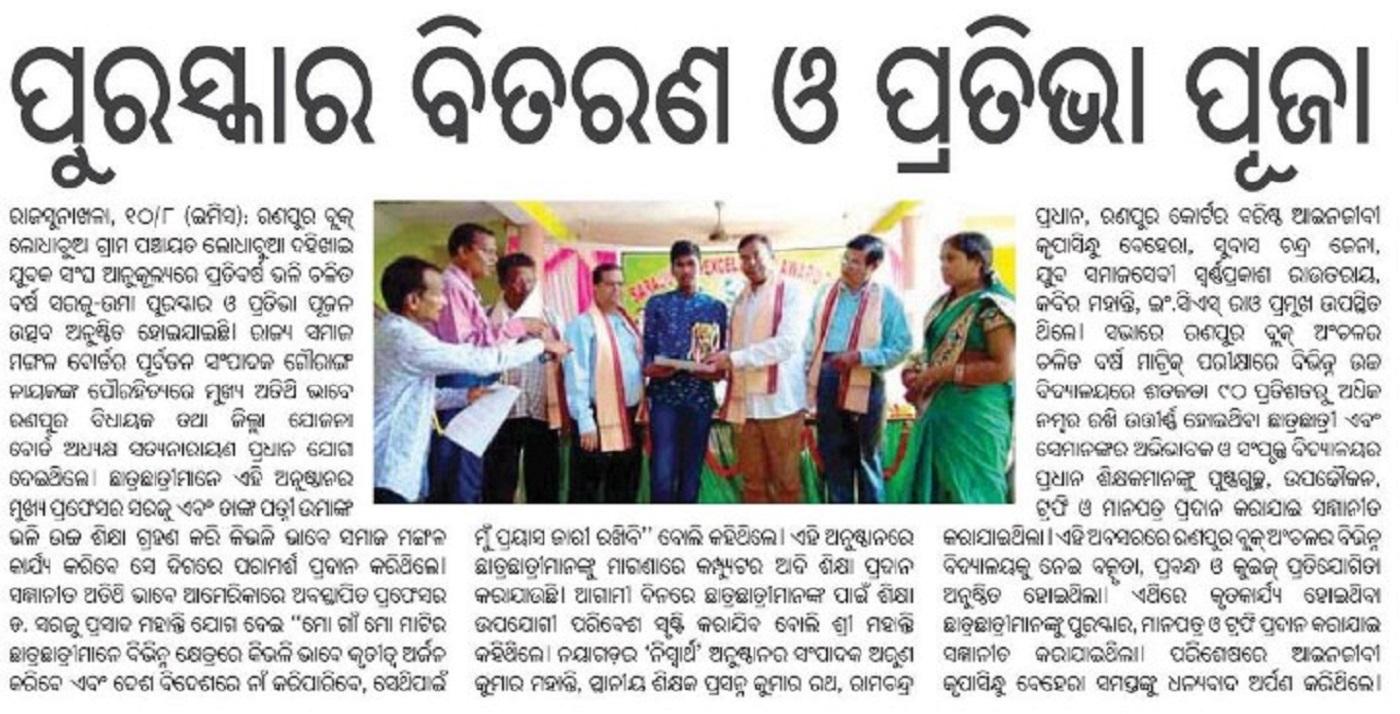 ପୁରସ୍କାର ବିତରଣ ଓ ପ୍ରତିଭା ପୂଜା
ରାଜସୁନାଖଳା, ୧୦/୮ (ଇମିସ): ରଣପୁର ବ୍ଲକ୍
ଲୋଧାଚୁଅ ଗ୍ରାମ ପଞ୍ଚାୟତ ଲୋଧାଚୁଆ ଦହିଖାଇ
ଯୁବକ ସଂଘ ଆନୁକୂଲ୍ୟରେ ପ୍ରତିବର୍ଷ ଭଳି ଚଳିତ
ବର୍ଷ ସରଜୁ-ଉମା ପୁରସ୍କାର ଓ ପ୍ରତିଭା ପୂଜନ
ଉତ୍ସବ ଅନୁଷ୍ଠିତ ହୋଇଯାଇଛି। ରାଜ୍ୟ ସମାଜ
ମଙ୍ଗଳ ବୋର୍ଡର ପୂର୍ବତନ ସଂପାଦକ ଗୌରାଙ୍ଗ
ନାୟକଙ୍କ ପୌରହିତ୍ୟରେ ମୁଖ୍ୟ ଅତିଥି ଭାବେ
ରଣପୁର ବିଧାୟକ ତଥା ଜିଲ୍ଲା ଯୋଜନା
ବୋର୍ଡ ଅଧ୍ୟକ୍ଷ ସତ୍ୟନାରାୟଣ ପ୍ରଧାନ ଯୋଗ
ଦେଇଥିଲେ। ଛାତ୍ରଛାତ୍ରୀମାନେ ଏହି ଅନୁଷ୍ଠାନର
ମୁଖ୍ୟ ପ୍ରଫେସର ସରଜୁ ଏବଂ ତାଙ୍କ ପତ୍ନୀ ଉମାଙ୍କ
ଭଳି ଉଚ୍ଚ ଶିକ୍ଷା ଗ୍ରହଣ କରି କିଭଳି ଭାବେ ସମାଜ ମଙ୍ଗଳ
କାର୍ଯ୍ୟ କରିବେ ସେ ଦିଗରେ ପରାମର୍ଶ ପ୍ରଦାନ କରିଥିଲେ।
ସଜ୍ଞାନୀତ ଅତିଥି ଭାବେ ଆମେରିକାରେ ଅବସ୍ଥାପିତ ପ୍ରଫେସର
ଡ. ସରଜୁ ପ୍ରସାଦ ମହାନ୍ତି ଯୋଗ ଦେଇ "ମୋ ଗାଁ ମୋ ମାଟିର
ଛାତ୍ରଛାତ୍ରୀମାନେ ବିଭିନ୍ନ କ୍ଷେତ୍ରରେ କିଭଳି ଭାବେ କୃତୀତ୍ୱ ଅର୍ଜନ
କରିବେ ଏବଂ ଦେଶ ବିଦେଶରେ ନାଁ କରିପାରିବେ, ସେଥିପାଇଁ
ମୁଁ ପ୍ରୟାସ ଜାରୀ ରଖିବି" ବୋଲି କହିଥିଲେ। ଏହି ଅନୁଷ୍ଠାନରେ
ଛାତ୍ରଛାତ୍ରୀମାନଙ୍କୁ ମାଗଣାରେ କମ୍ପ୍ୟୁଟର ଆଦି ଶିକ୍ଷା ପ୍ରଦାନ
କରାଯାଉଛି। ଆଗାମୀ ଦିନରେ ଛାତ୍ରଛାତ୍ରୀମାନଙ୍କ ପାଇଁ ଶିକ୍ଷା
ଉପଯୋଗୀ ପରିବେଶ ସୃଷ୍ଟି କରାଯିବ ବୋଲି ଶ୍ରୀ ମହାନ୍ତି
କହିଥିଲେ। ନୟାଗଡ଼ର 'ନିସ୍ୱାର୍ଥ' ଅନୁଷ୍ଠାନର ସଂପାଦକ ଅରୁଣ
କୁମାର ମହାନ୍ତି, ସ୍ଥାନୀୟ ଶିକ୍ଷକ ପ୍ରସନ୍ନ କୁମାର ରଥ, ରାମଚନ୍ଦ୍ର
ପ୍ରଧାନ, ରଣପୁର କୋର୍ଟର ବରିଷ୍ଠ ଆଇନଜୀବୀ
କୃପାସିନ୍ଧୁ ବେହେରା, ସୁବାସ ଚନ୍ଦ୍ର ଜେନା,
ଯୁବ ସମାଜସେବୀ ସ୍ୱର୍ଣ୍ଣପ୍ରକାଶ ରାଉତରାୟ,
କବିର ମହାନ୍ତି, ଇଂ.ସିଏସ୍ ରାଓ ପ୍ରମୁଖ ଉପସ୍ଥିତ
ଥିଲେ। ସଭାରେ ରଣପୁର ବ୍ଲକ୍ ଅଂଚଳର
ଚଳିତ ବର୍ଷ ମାଟ୍ରିକ୍ ପରୀକ୍ଷାରେ ବିଭିନ୍ନ ଉଚ୍ଚ
ବିଦ୍ୟାଳୟରେ ଶତକଡା ୯୦ ପ୍ରତିଶତରୁ ଅଧିକ
ନମ୍ବର ରଖି ଉତ୍ତୀର୍ଣ୍ଣ ହୋଇଥିବା ଛାତ୍ରଛାତ୍ରୀ ଏବଂ
ସେମାନଙ୍କର ଅଭିଭାବକ ଓ ସଂପୃକ୍ତ ବିଦ୍ୟାଳୟର
ପ୍ରଧାନ ଶିକ୍ଷକମାନଙ୍କୁ ପୁଷ୍ପଗୁଚ୍ଛ, ଉପଢୌକନ,
ଟ୍ରଫି ଓ ମାନପତ୍ର ପ୍ରଦାନ କରାଯାଇ ସଜ୍ଞାନୀତ
କରାଯାଇଥିଲା। ଏହି ଅବସରରେ ରଣପୁର ବ୍ଲକ୍ ଅଂଚଳର ବିଭିନ୍ନ
ବିଦ୍ୟାଳୟକୁ ନେଇ ବକ୍ତୃତା, ପ୍ରବନ୍ଧ ଓ କୁଇଜ୍ ପ୍ରତିଯୋଗିତା
ଅନୁଷ୍ଠିତ ହୋଇଥିଲା। ଏଥିରେ କୃତକାର୍ଯ୍ୟ ହୋଇଥିବା
ଛାତ୍ରଛାତ୍ରୀମାନଙ୍କୁ ପୁରସ୍କାର, ମାନପତ୍ର ଓ ଟ୍ରଫି ପ୍ରଦାନ କରାଯାଇ
ସଜ୍ଞାନୀତ କରାଯାଇଥିଲା। ପରିଶେଷରେ ଆଇନଜୀବୀ
କୃପାସିନ୍ଧୁ ବେହେରା ସମସ୍ତଙ୍କୁ ଧନ୍ୟବାଦ ଅର୍ପଣ କରିଥିଲେ।